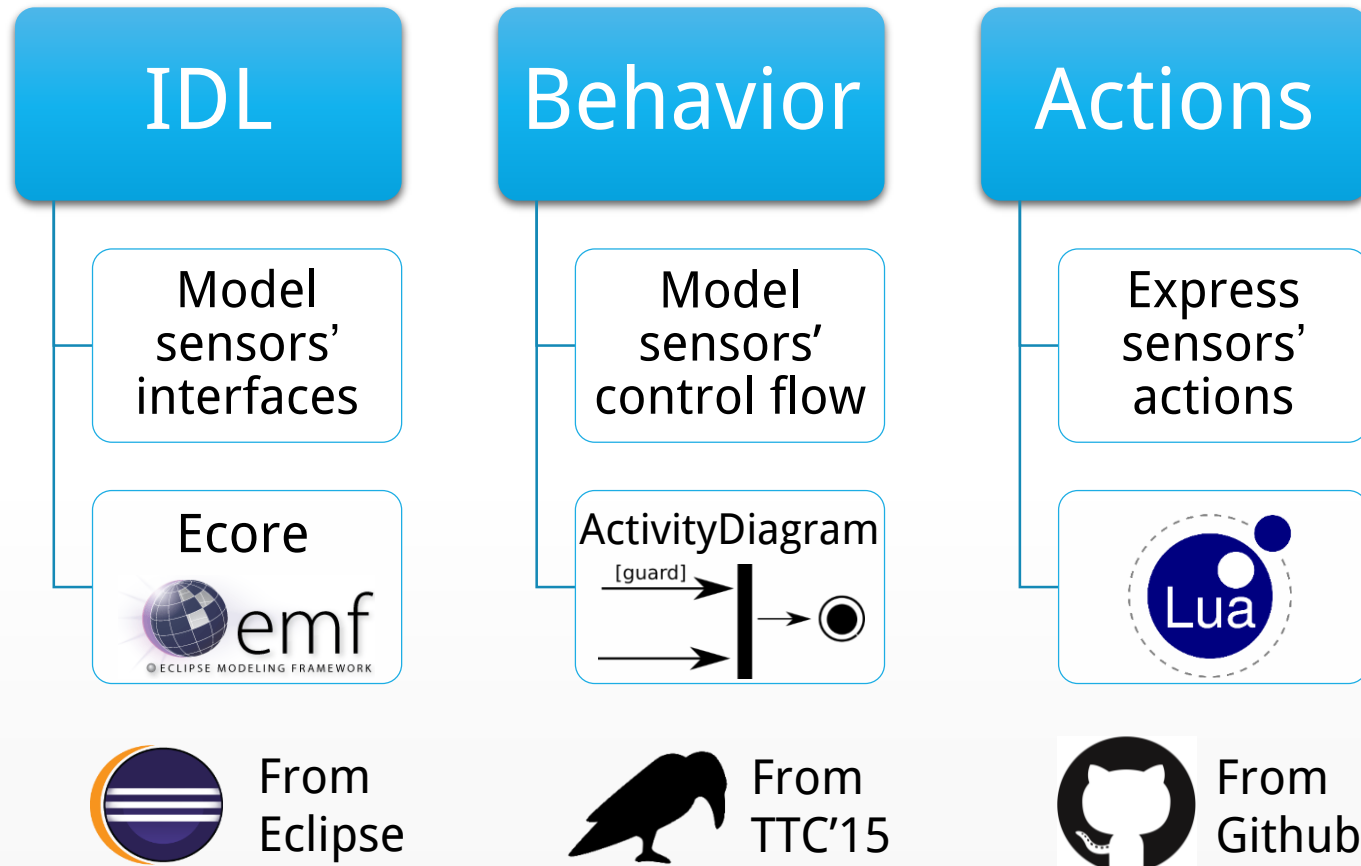 IDL
Model
sensors’
interfaces
Ecore
emf
ECLIPSE MODELING FRAMEWORK
From
Eclipse
Behavior
Model
sensors’
control flow
ActivityDiagram
[guard]
From
TTC’15
Actions
Express
sensors’
actions
Lua
From
Github